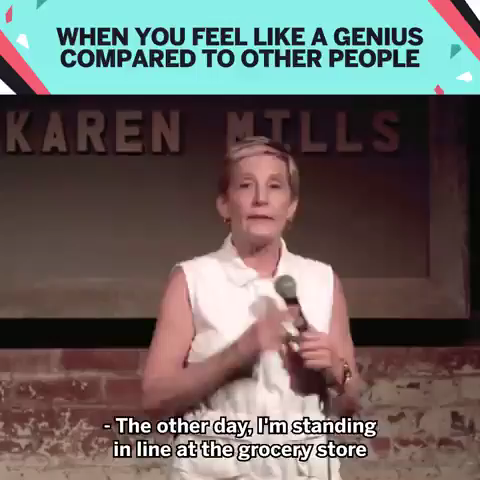 WHEN YOU FEEL LIKE A GENIUS
COMPARED TO OTHER PEOPLE
KAREN MILLS
- The other day, I'm standing
in line at the grocery store